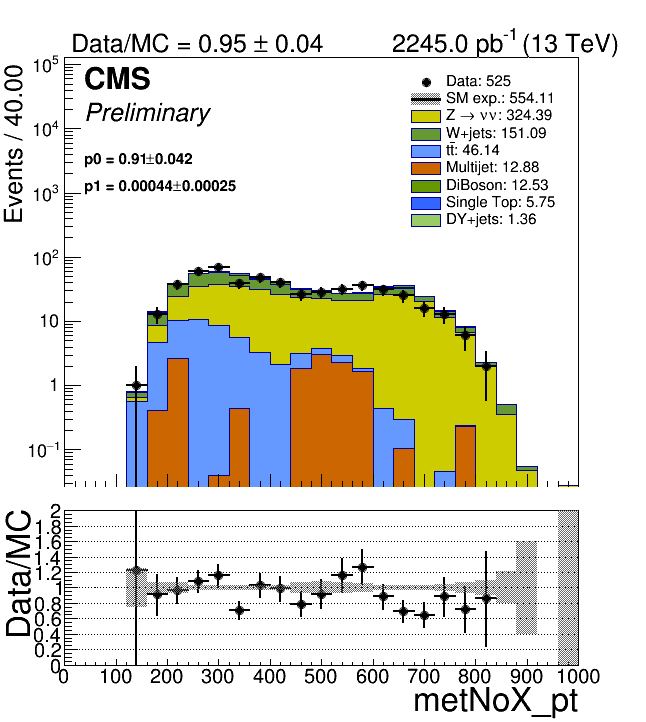 Data/MC = 0.95 ± 0.04 2245.0 pb⁻¹ (13 TeV)
CMS
Preliminary
p0 = 0.91±0.042
p1 = 0.00044±0.00025
Data: 525
SM exp.: 554.11
Z → νν: 324.39
W+jets: 151.09
tt̄: 46.14
Multijet: 12.88
DiBoson: 12.53
Single Top: 5.75
DY+jets: 1.36
Events / 40.00
10⁵
10⁴
10³
10²
10
1
10⁻¹
Data/MC
2
1.8
1.6
1.4
1.2
1
0.8
0.6
0.4
0.2
0
0 100 200 300 400 500 600 700 800 900 1000
metNoX_pt